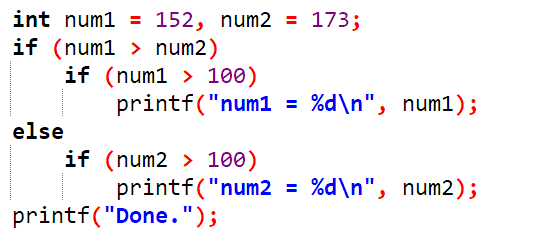 int num1 = 152, num2 = 173;
if (num1 > num2)
    if (num1 > 100)
        printf("num1 = %d\n", num1);
else
    if (num2 > 100)
        printf("num2 = %d\n", num2);
printf("Done.");